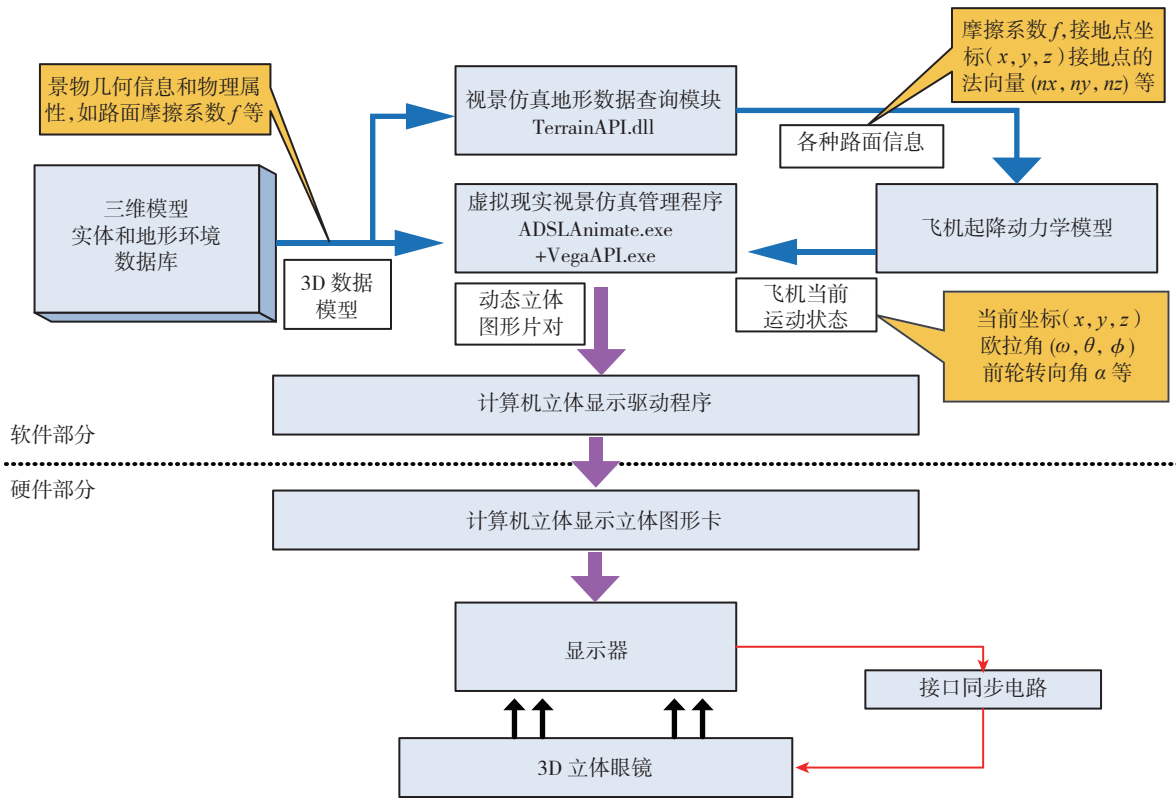 景物几何信息和物理属
性,如路面摩擦系数 f 等
视景仿真地形数据查询模块
TerrainAPI.dll
摩擦系数 f,接地点坐
标(x, y, z)接地点的
法向量 (nx, ny, nz) 等
各种路面信息
三维模型
实体和地形环境
数据库
3D 数据
模型
虚拟现实视景仿真管理程序
ADSLAnimate.exe
+VegaAPI.exe
飞机起降动力学模型
动态立体
图形片对
飞机当前
运动状态
当前坐标(x, y, z)
欧拉角 (ω, θ, ϕ)
前轮转向角 α 等
计算机立体显示驱动程序
软件部分
硬件部分
计算机立体显示立体图形卡
显示器
接口同步电路
3D 立体眼镜